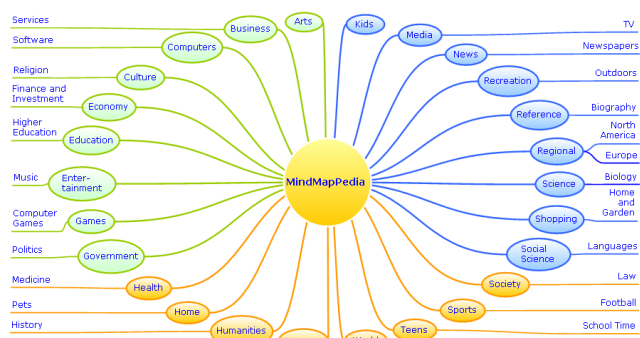 Services
Business
Arts
Kids
Media
TV
Software
Computers
News
Newspapers
Religion
Culture
Recreation
Outdoors
Finance and
Investment
Economy
Reference
Biography
Higher
Education
Education
Regional
North
America
Europe
MindMapPedia
Music
Enter-
tainment
Science
Biology
Computer
Games
Games
Shopping
Home
and
Garden
Politics
Government
Social
Science
Languages
Medicine
Health
Society
Law
Pets
Home
Sports
Football
History
Humanities
Teens
School Time